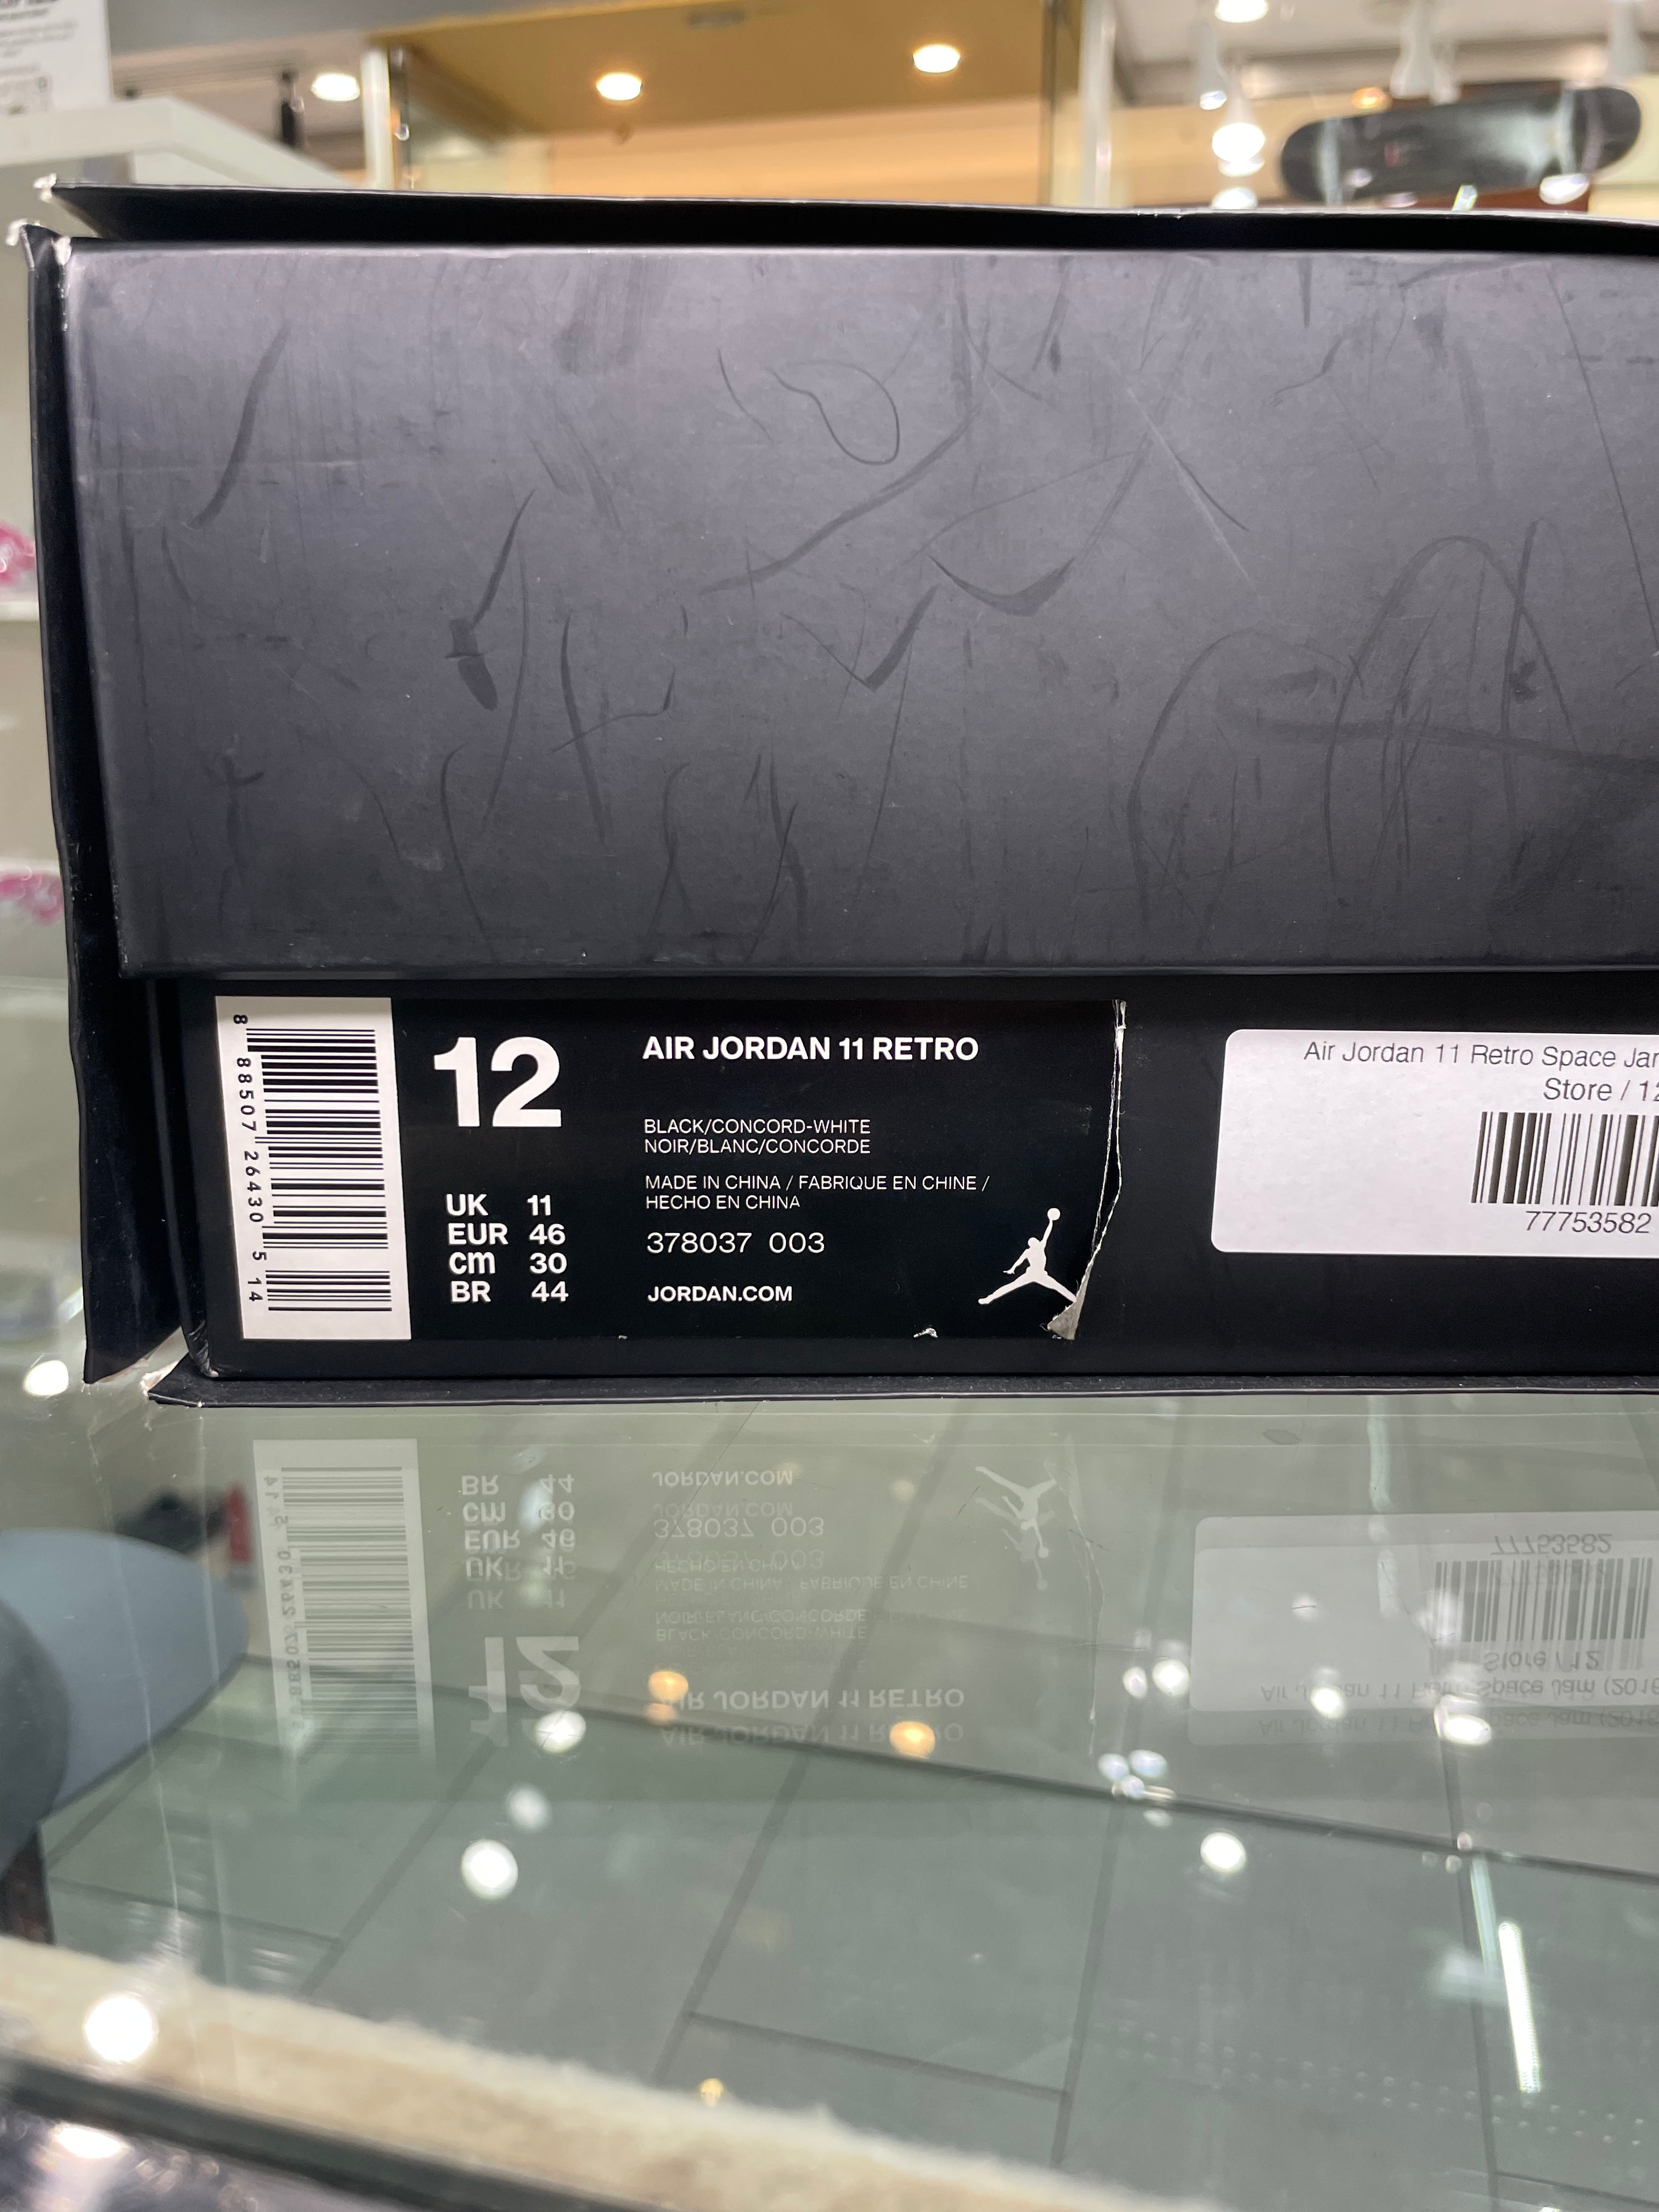 12
AIR JORDAN 11 RETRO
BLACK/CONCORD-WHITE
NOIR/BLANC/CONCORDE
MADE IN CHINA / FABRIQUE EN CHINE /
HECHO EN CHINA
378037 003
JORDAN.COM
UK 11
EUR 46
cm 30
BR 44
8 88507 26430 5 14
Air Jordan 11 Retro Space Jam
Store / 12
77753582